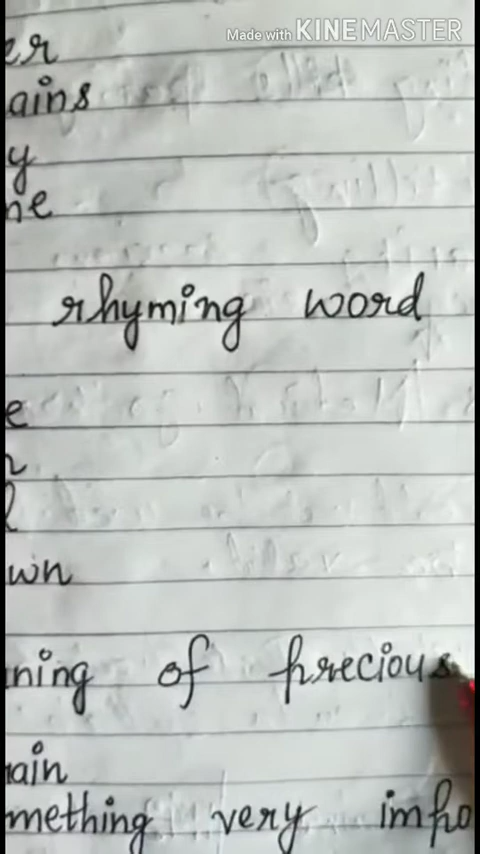 Made with KINEMASTER
er
ains
y
ne
rhyming word
e
r
l
wn
ning of precious
ain
mething very impo